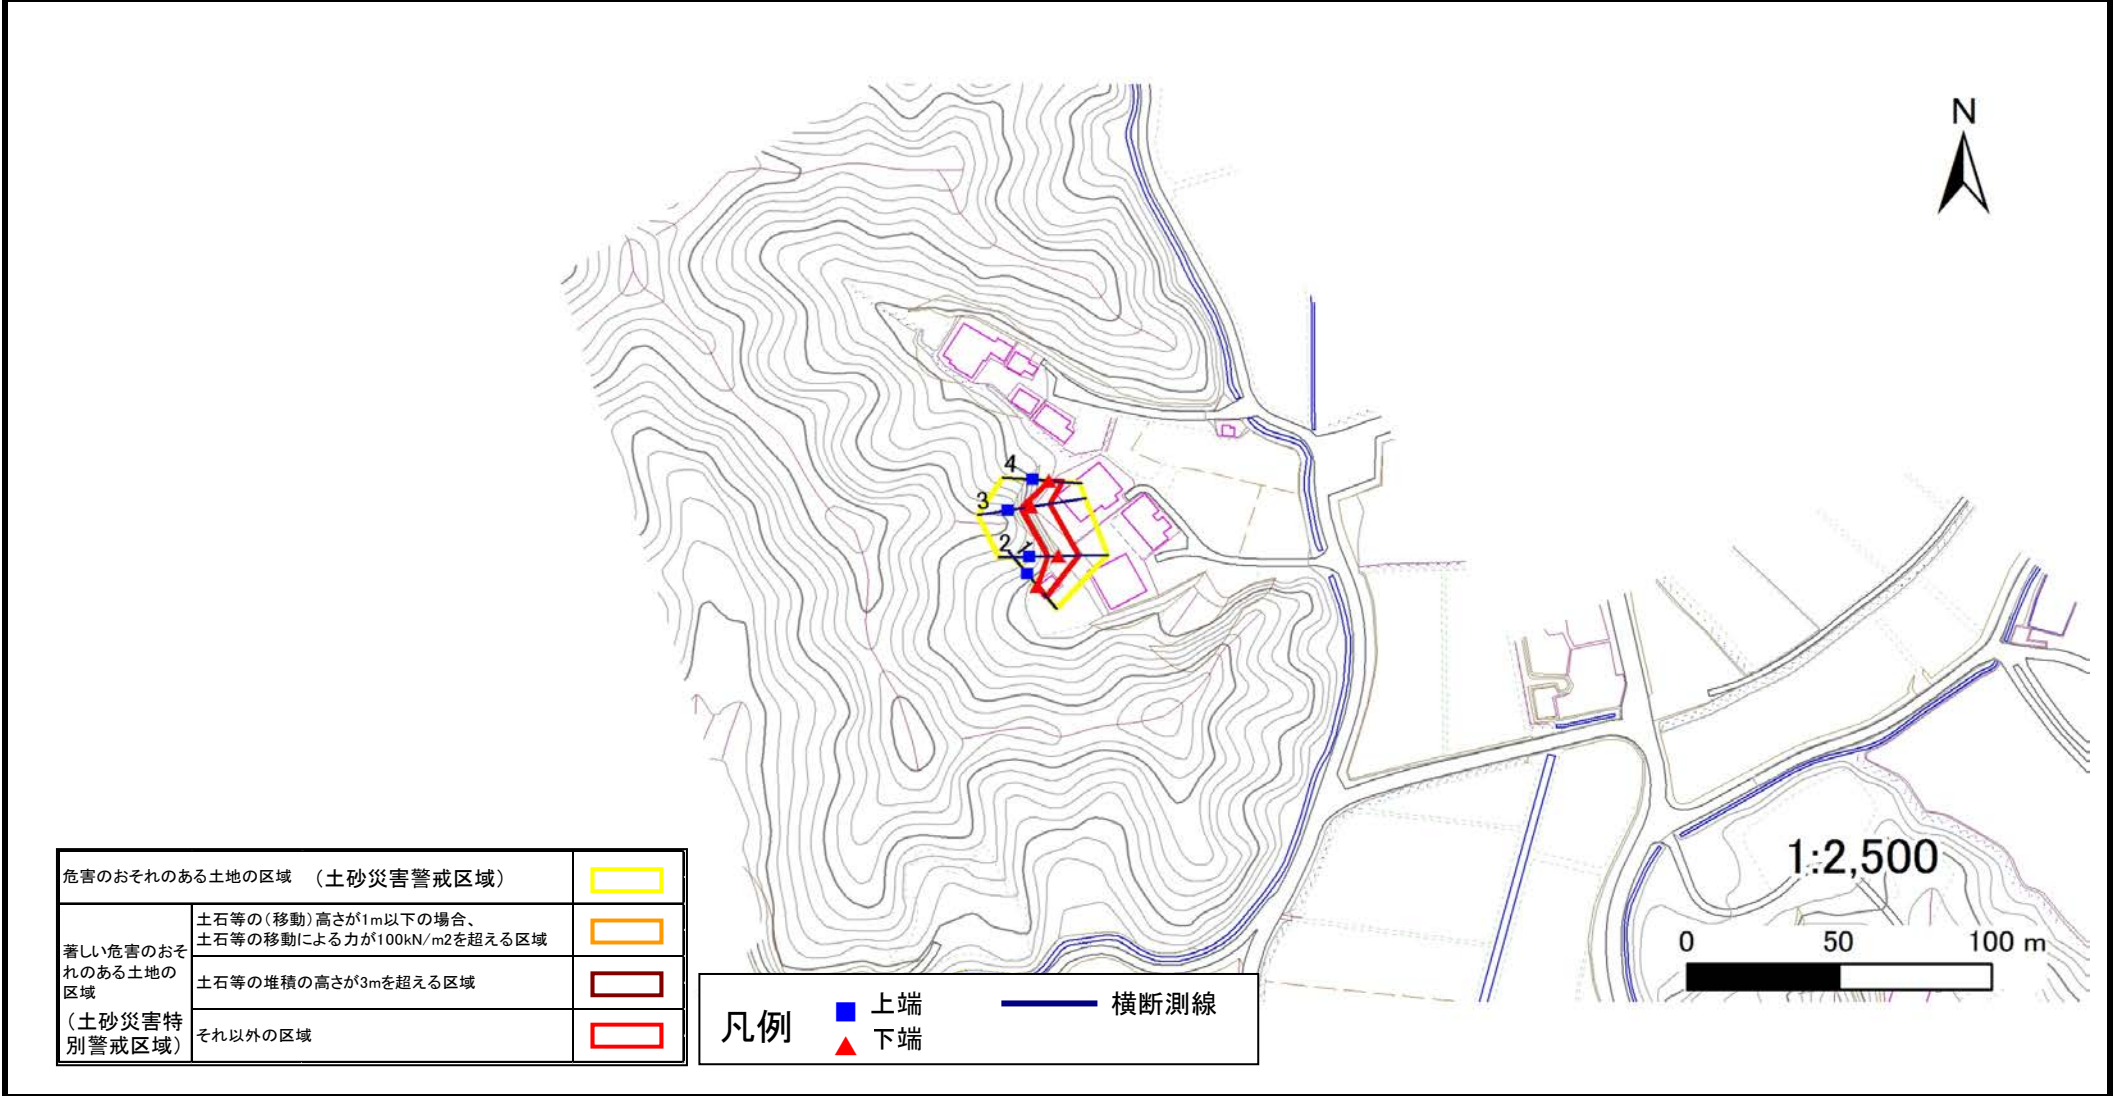 N
4
3
2
1
1:2,500
0 50 100 m
危害のおそれのある土地の区域 (土砂災害警戒区域)
著しい危害のおそ
れのある土地の
区域
(土砂災害特
別警戒区域)
土石等の(移動)高さが1m以下の場合、
土石等の移動による力が100kN/m2を超える区域
土石等の堆積の高さが3mを超える区域
それ以外の区域
凡例
上端
下端
横断測線